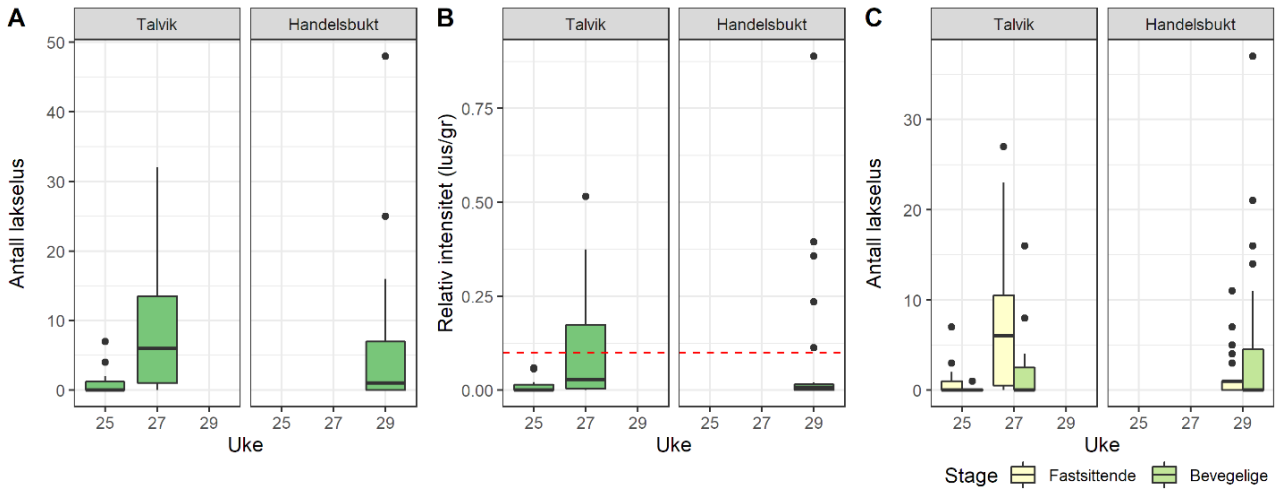 A
Talvik
Handelsbukt
Antall lakselus
50
40
30
20
10
0
25
27
29
25
27
29
Uke
B
Talvik
Handelsbukt
Relativ intensitet (lus/gr)
0.75
0.50
0.25
0.00
25
27
29
25
27
29
Uke
C
Talvik
Handelsbukt
Antall lakselus
30
20
10
0
25
27
29
25
27
29
Uke
Stage Fastsittende Bevegelige